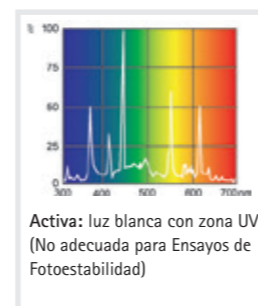 100
75
50
25
0
300 400 500 600 700nm
Activa: luz blanca con zona UV
(No adecuada para Ensayos de
Fotoestabilidad)